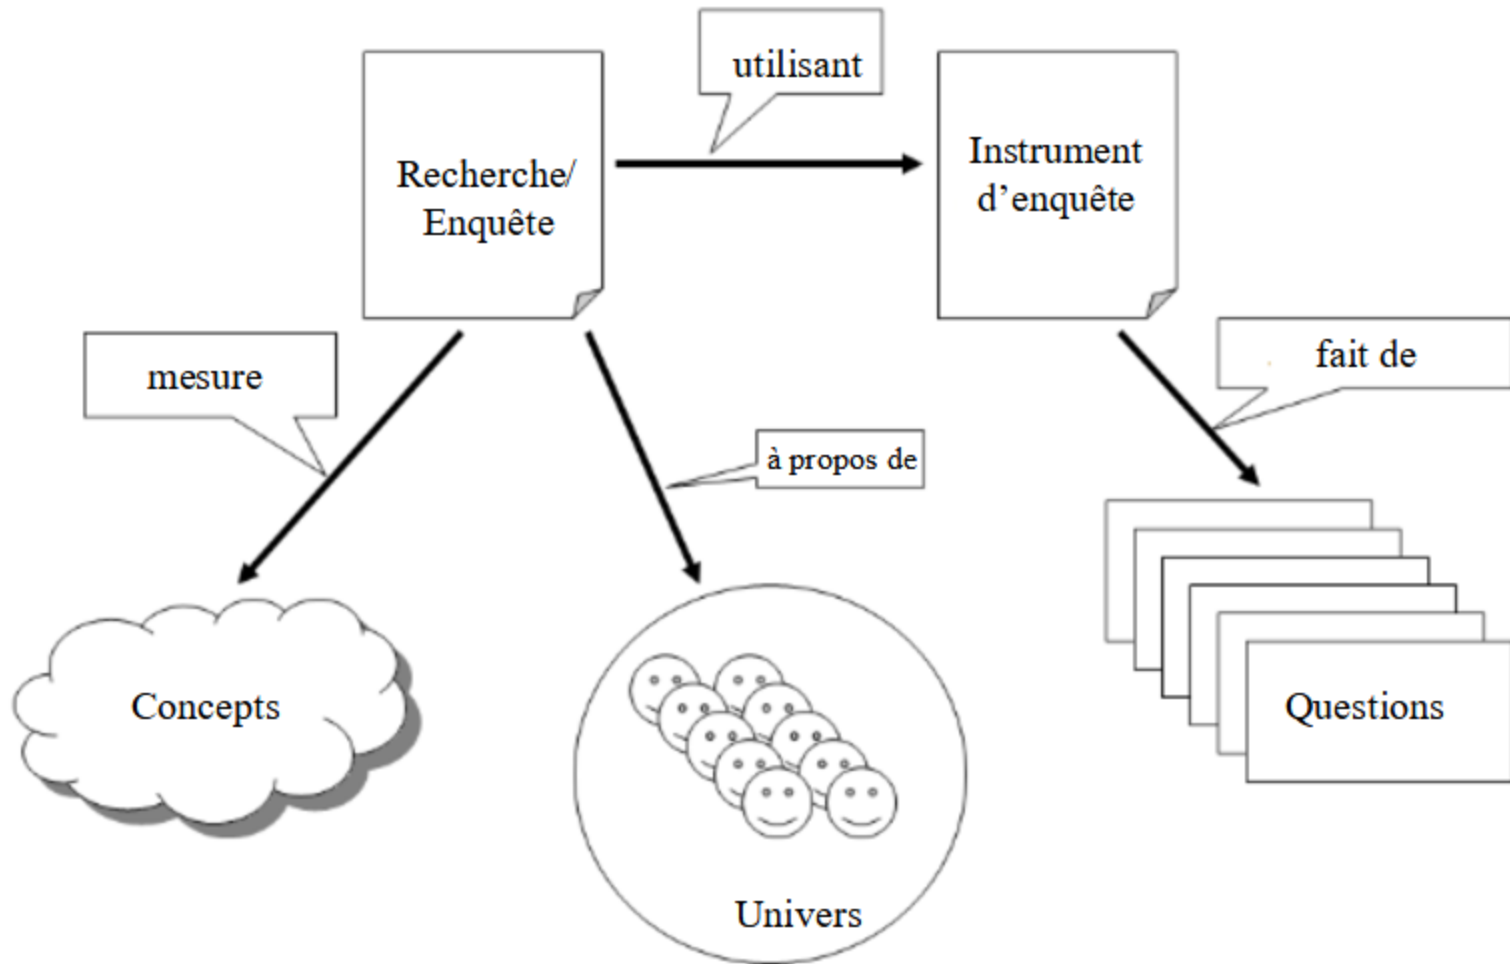 utilisant
Recherche/
Enquête
Instrument
d’enquête
mesure
fait de
à propos de
Concepts
Questions
Univers